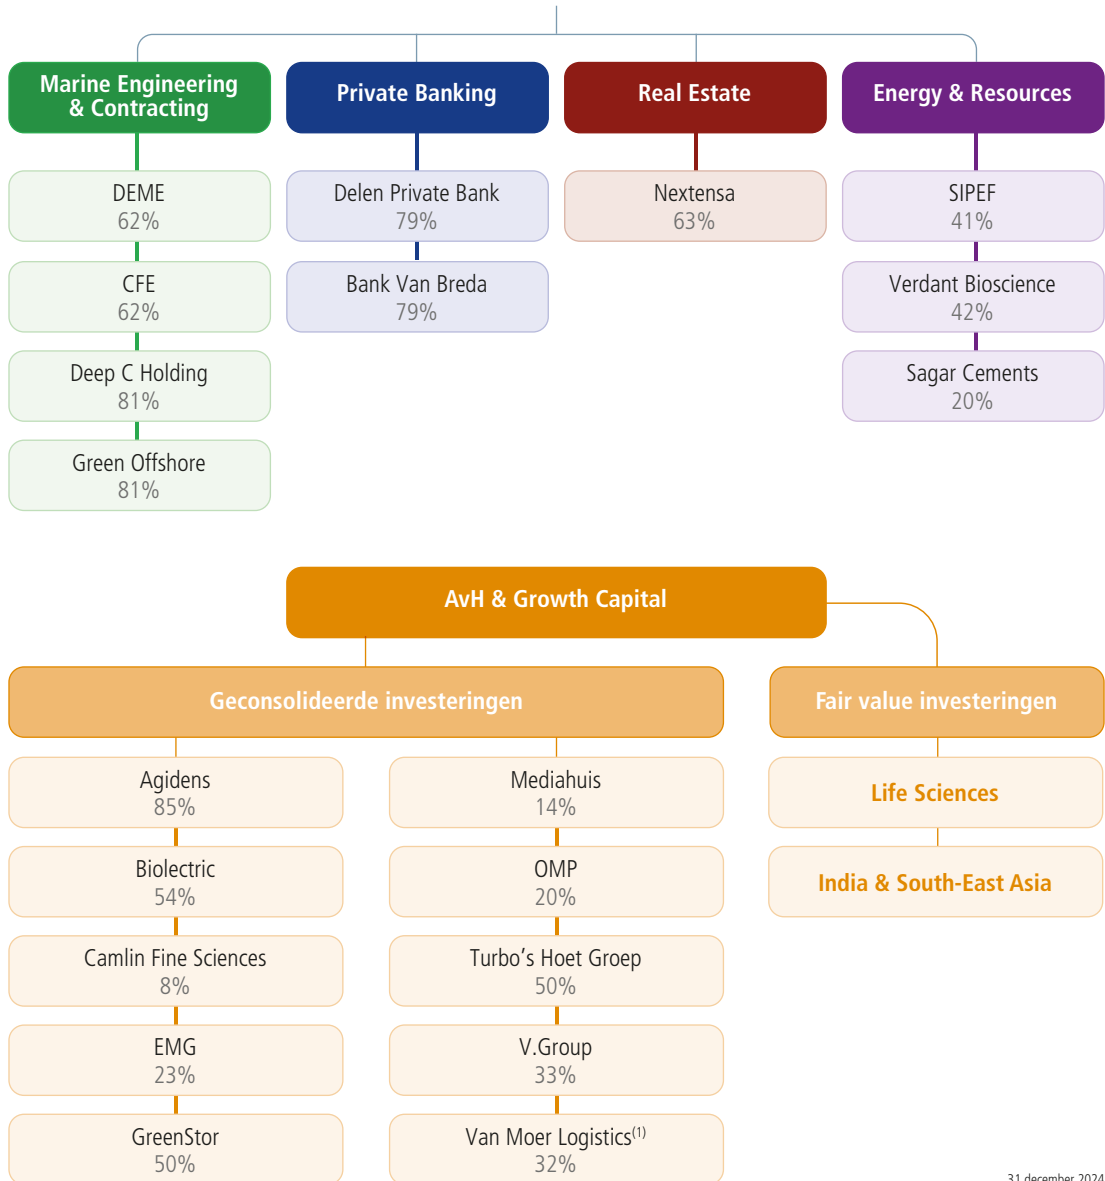 Marine Engineering
& Contracting
DEME
62%
CFE
62%
Deep C Holding
81%
Green Offshore
81%
Private Banking
Delen Private Bank
79%
Bank Van Breda
79%
Real Estate
Nextensa
63%
Energy & Resources
SIPEF
41%
Verdant Bioscience
42%
Sagar Cements
20%
AvH & Growth Capital
Geconsolideerde investeringen
Agidens
85%
Biolectric
54%
Camlin Fine Sciences
8%
EMG
23%
GreenStor
50%
Mediahuis
14%
OMP
20%
Turbo’s Hoet Groep
50%
V.Group
33%
Van Moer Logistics(1)
32%
Fair value investeringen
Life Sciences
India & South-East Asia
31 december 2024